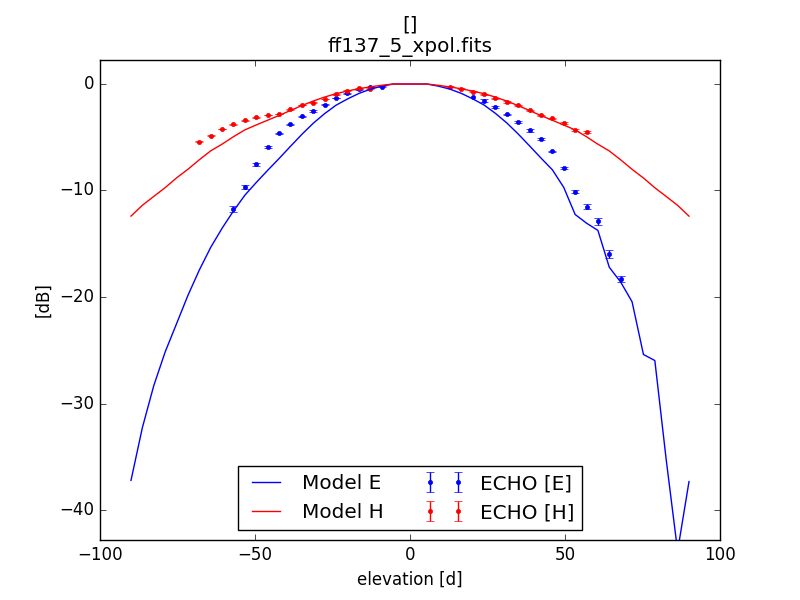 []
ff137_5_xpol.fits
0
−10
−20
−30
−40
[dB]
−100
−50
0
50
100
elevation [d]
Model E
Model H
ECHO [E]
ECHO [H]